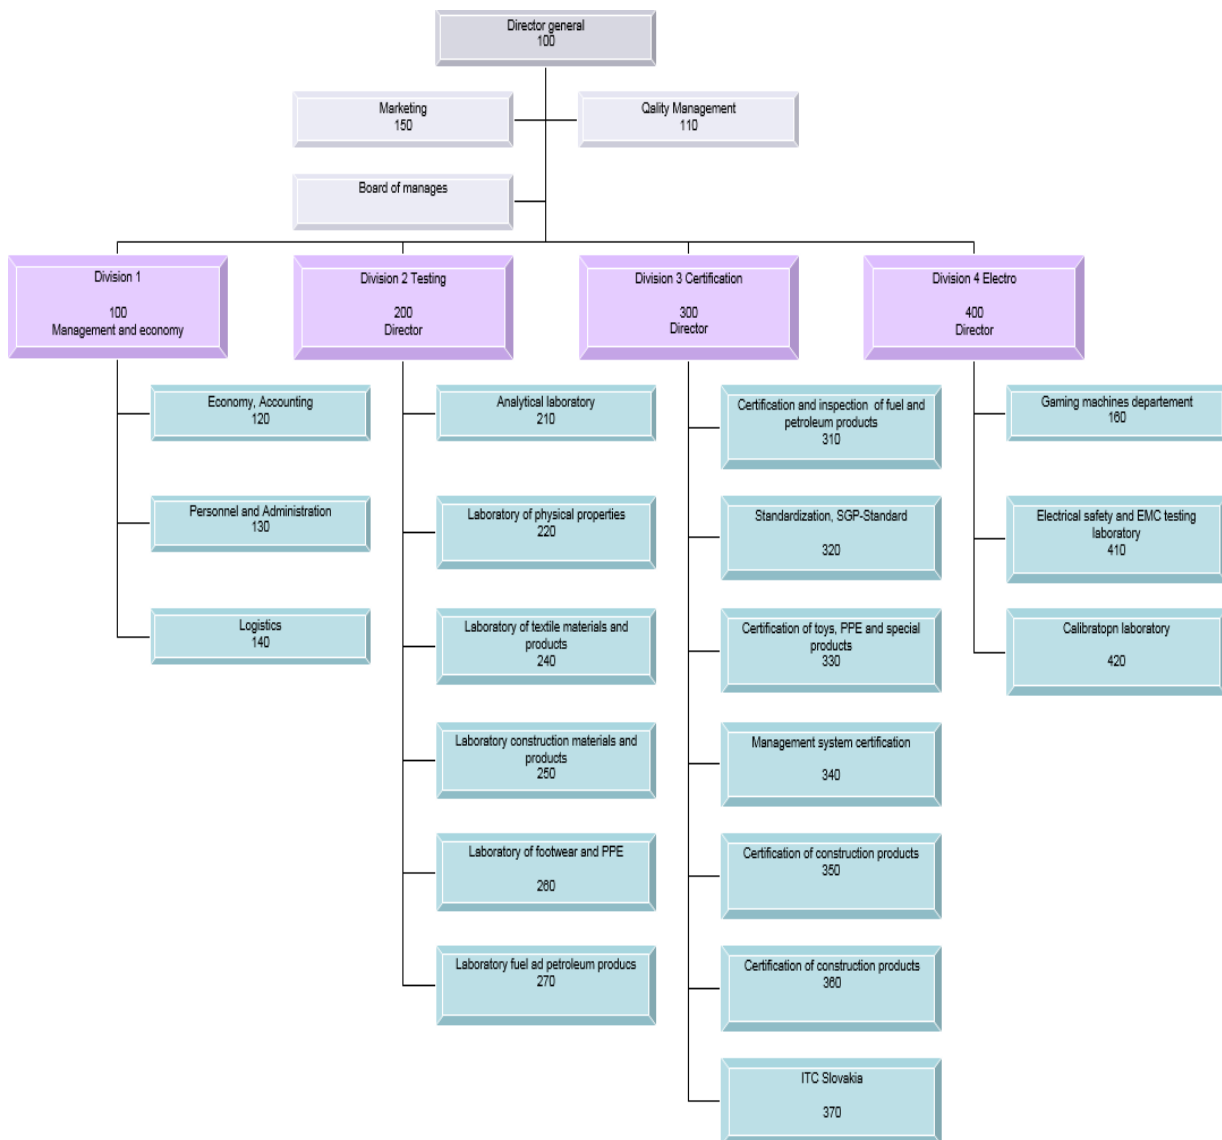 Director general
100
Marketing
150
Qality Management
110
Board of manages
Division 1
100
Management and economy
Division 2 Testing
200
Director
Division 3 Certification
300
Director
Division 4 Electro
400
Director
Economy, Accounting
120
Personnel and Administration
130
Logistics
140
Analytical laboratory
210
Laboratory of physical properties
220
Laboratory of textile materials and
products
240
Laboratory construction materials and
products
250
Laboratory of footwear and PPE
260
Laboratory fuel ad petroleum producs
270
Certification and inspection of fuel and
petroleum products
310
Standardization, SGP-Standard
320
Certification of toys, PPE and special
products
330
Management system certification
340
Certification of construction products
350
Certification of construction products
360
ITC Slovakia
370
Gaming machines departement
160
Electrical safety and EMC testing
laboratory
410
Calibratopn laboratory
420